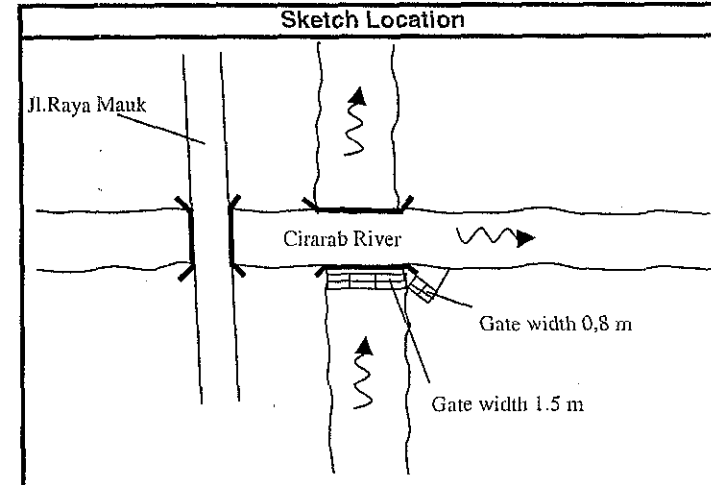 Sketch Location
Jl.Raya Mauk
Cirarab River
Gate width 0,8 m
Gate width 1.5 m